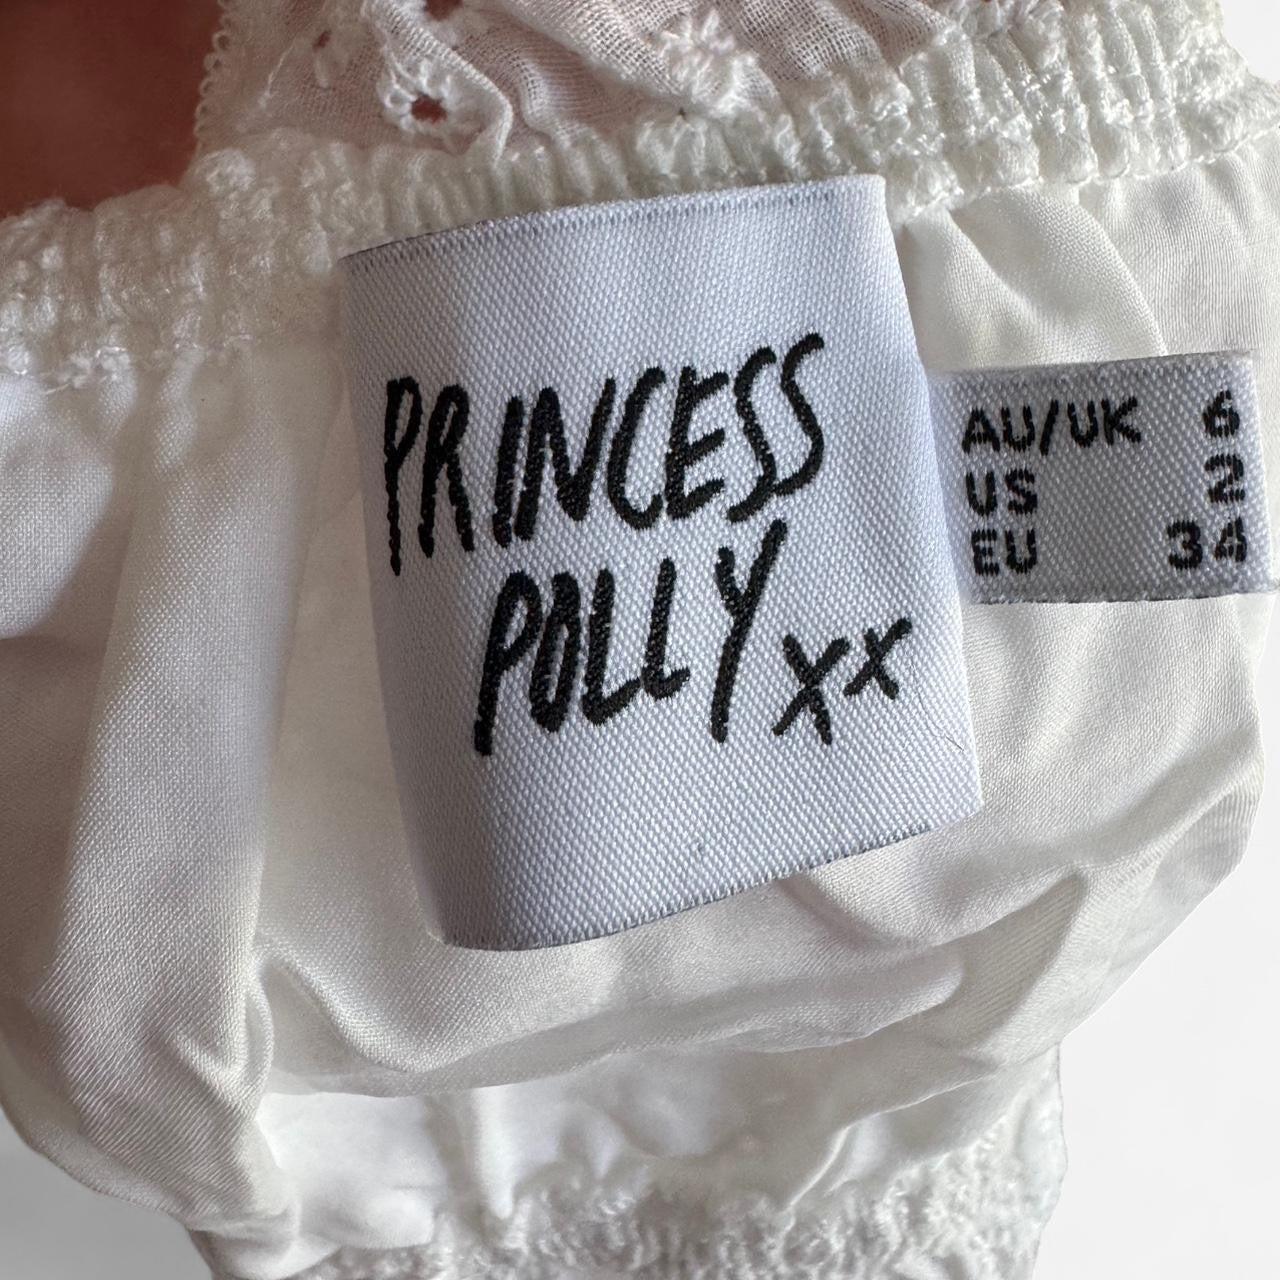 PRINCESS
POLLY xx
AU/UK 6
US 2
EU 34